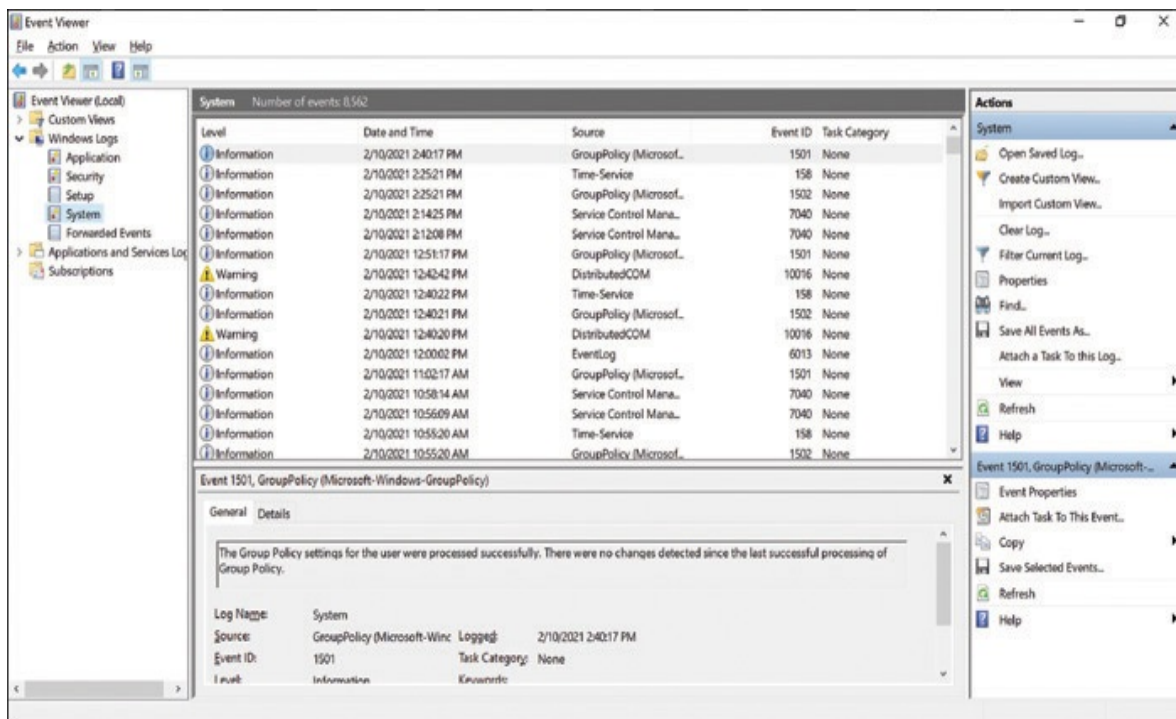 Event Viewer
File Action View Help
Event Viewer (Local)
Custom Views
Windows Logs
Application
Security
Setup
System
Forwarded Events
Applications and Services Log
Subscriptions
System Number of events: 8,562
Level Date and Time Source Event ID Task Category
Information 2/10/2021 2:40:17 PM GroupPolicy (Microsof... 1501 None
Information 2/10/2021 2:25:21 PM Time-Service 158 None
Information 2/10/2021 2:25:21 PM GroupPolicy (Microsof... 1502 None
Information 2/10/2021 2:14:25 PM Service Control Mana... 7040 None
Information 2/10/2021 2:12:08 PM Service Control Mana... 7040 None
Information 2/10/2021 12:51:17 PM GroupPolicy (Microsof... 1501 None
Warning 2/10/2021 12:42:42 PM DistributedCOM 10016 None
Information 2/10/2021 12:40:22 PM Time-Service 158 None
Information 2/10/2021 12:40:21 PM GroupPolicy (Microsof... 1502 None
Warning 2/10/2021 12:40:20 PM DistributedCOM 10016 None
Information 2/10/2021 12:00:02 PM EventLog 6013 None
Information 2/10/2021 11:02:17 AM GroupPolicy (Microsof... 1501 None
Information 2/10/2021 10:58:14 AM Service Control Mana... 7040 None
Information 2/10/2021 10:56:09 AM Service Control Mana... 7040 None
Information 2/10/2021 10:55:20 AM Time-Service 158 None
Information 2/10/2021 10:55:20 AM GroupPolicy (Microsof... 1502 None
Event 1501, GroupPolicy (Microsoft-Windows-GroupPolicy)
General Details
The Group Policy settings for the user were processed successfully. There were no changes detected since the last successful processing of
Group Policy.
Log Name: System
Source: GroupPolicy (Microsoft-Winc Logged: 2/10/2021 2:40:17 PM
Event ID: 1501 Task Category: None
Level: Information Keywords:
Actions
System
Open Saved Log...
Create Custom View...
Import Custom View...
Clear Log...
Filter Current Log...
Properties
Find...
Save All Events As...
Attach a Task To this Log...
View
Refresh
Help
Event 1501, GroupPolicy (Microsoft-...
Event Properties
Attach Task To This Event...
Copy
Save Selected Events...
Refresh
Help